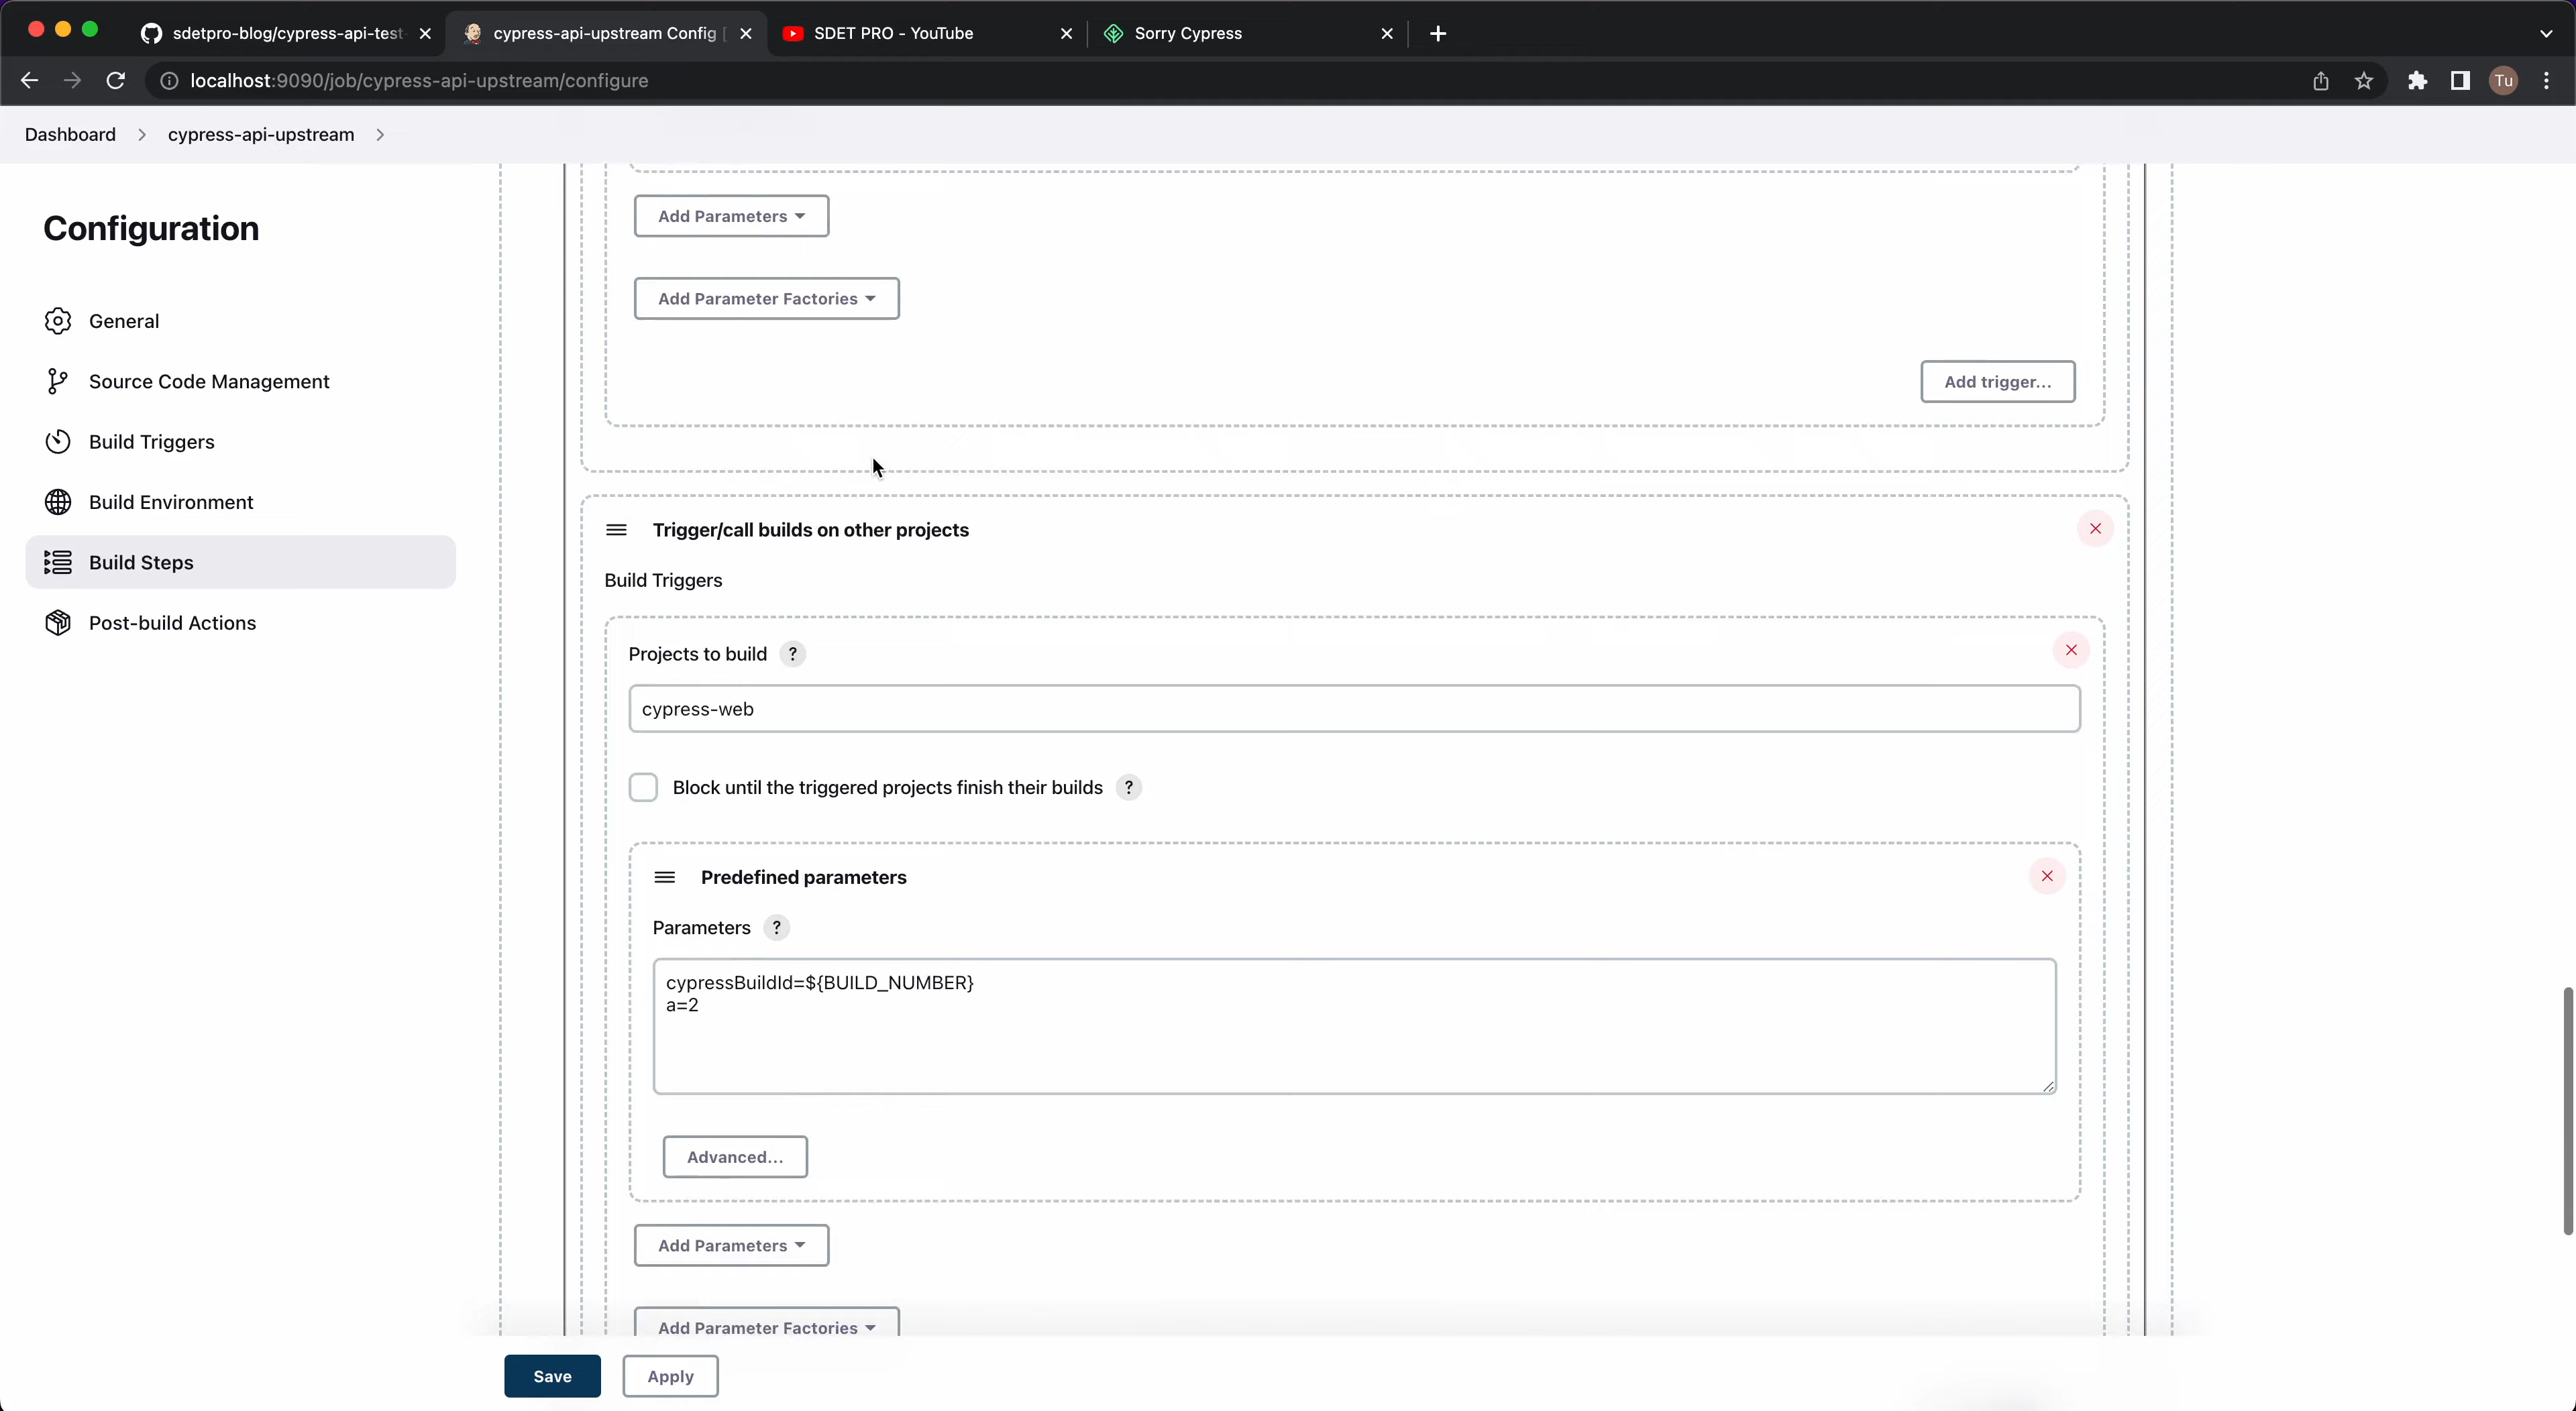 sdetpro-blog/cypress-api-test
cypress-api-upstream Config [
SDET PRO - YouTube
Sorry Cypress
localhost:9090/job/cypress-api-upstream/configure
Tu
Dashboard
cypress-api-upstream
Configuration
General
Source Code Management
Build Triggers
Build Environment
Build Steps
Post-build Actions
Add Parameters
Add Parameter Factories
Add trigger...
Trigger/call builds on other projects
Build Triggers
Projects to build ?
cypress-web
Block until the triggered projects finish their builds ?
Predefined parameters
Parameters ?
cypressBuildId=${BUILD_NUMBER}
a=2
Advanced...
Add Parameters
Add Parameter Factories
Save
Apply